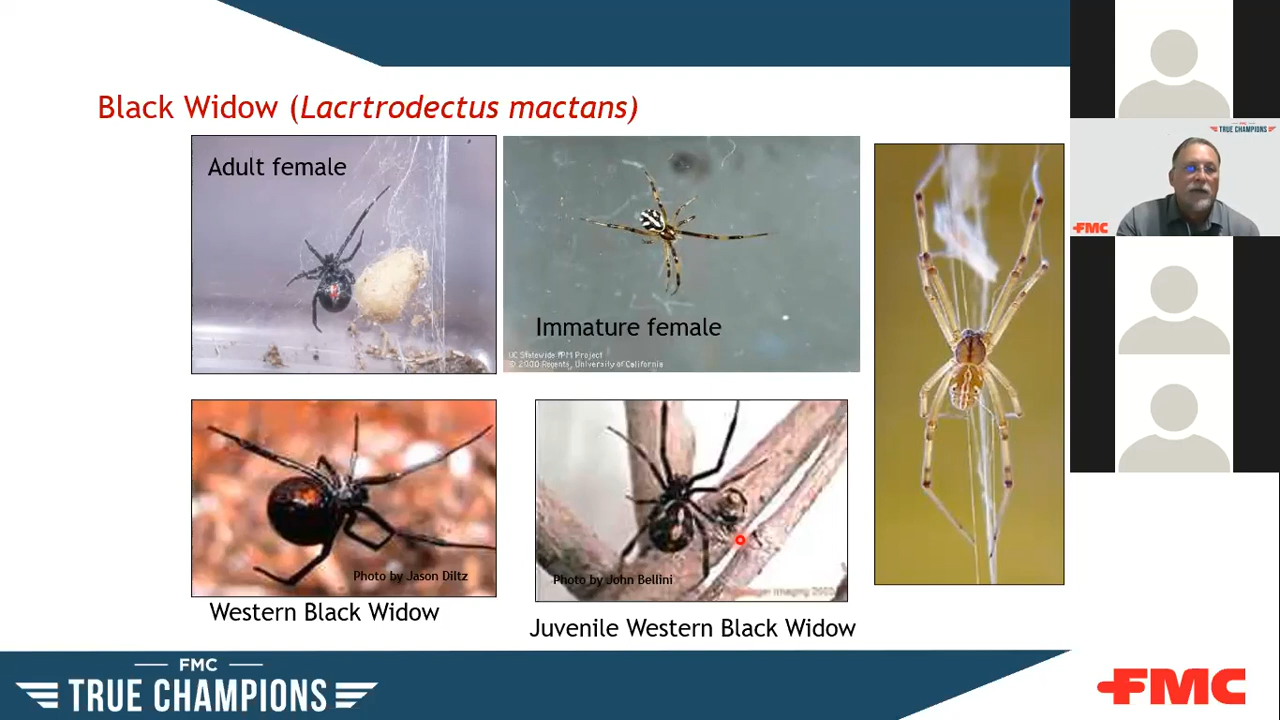 Black Widow (Lacrtrodectus mactans)
Adult female
Immature female
UC Statewide IPM Project
© 2000 Regents, University of California
Photo by Jason Diltz
Western Black Widow
Photo by John Bellini
Juvenile Western Black Widow
FMC
TRUE CHAMPIONS
FMC
TRUE CHAMPIONS
FMC